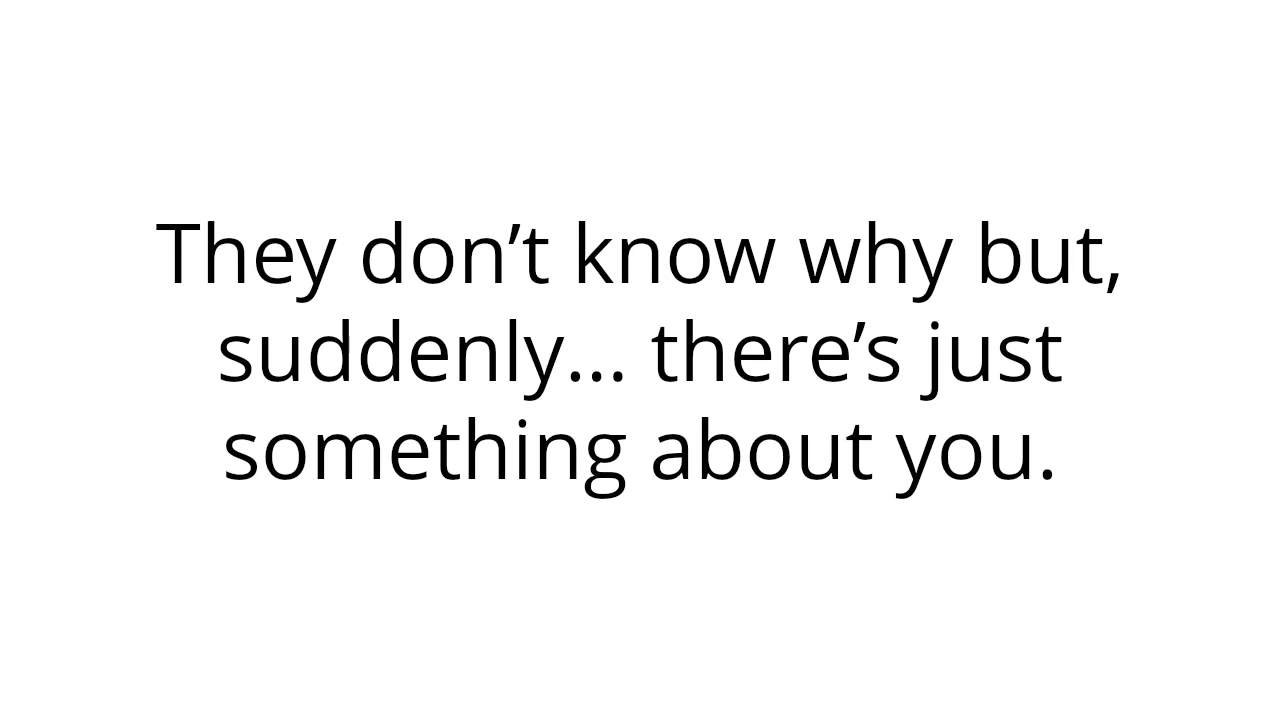 They don’t know why but,
suddenly... there’s just
something about you.